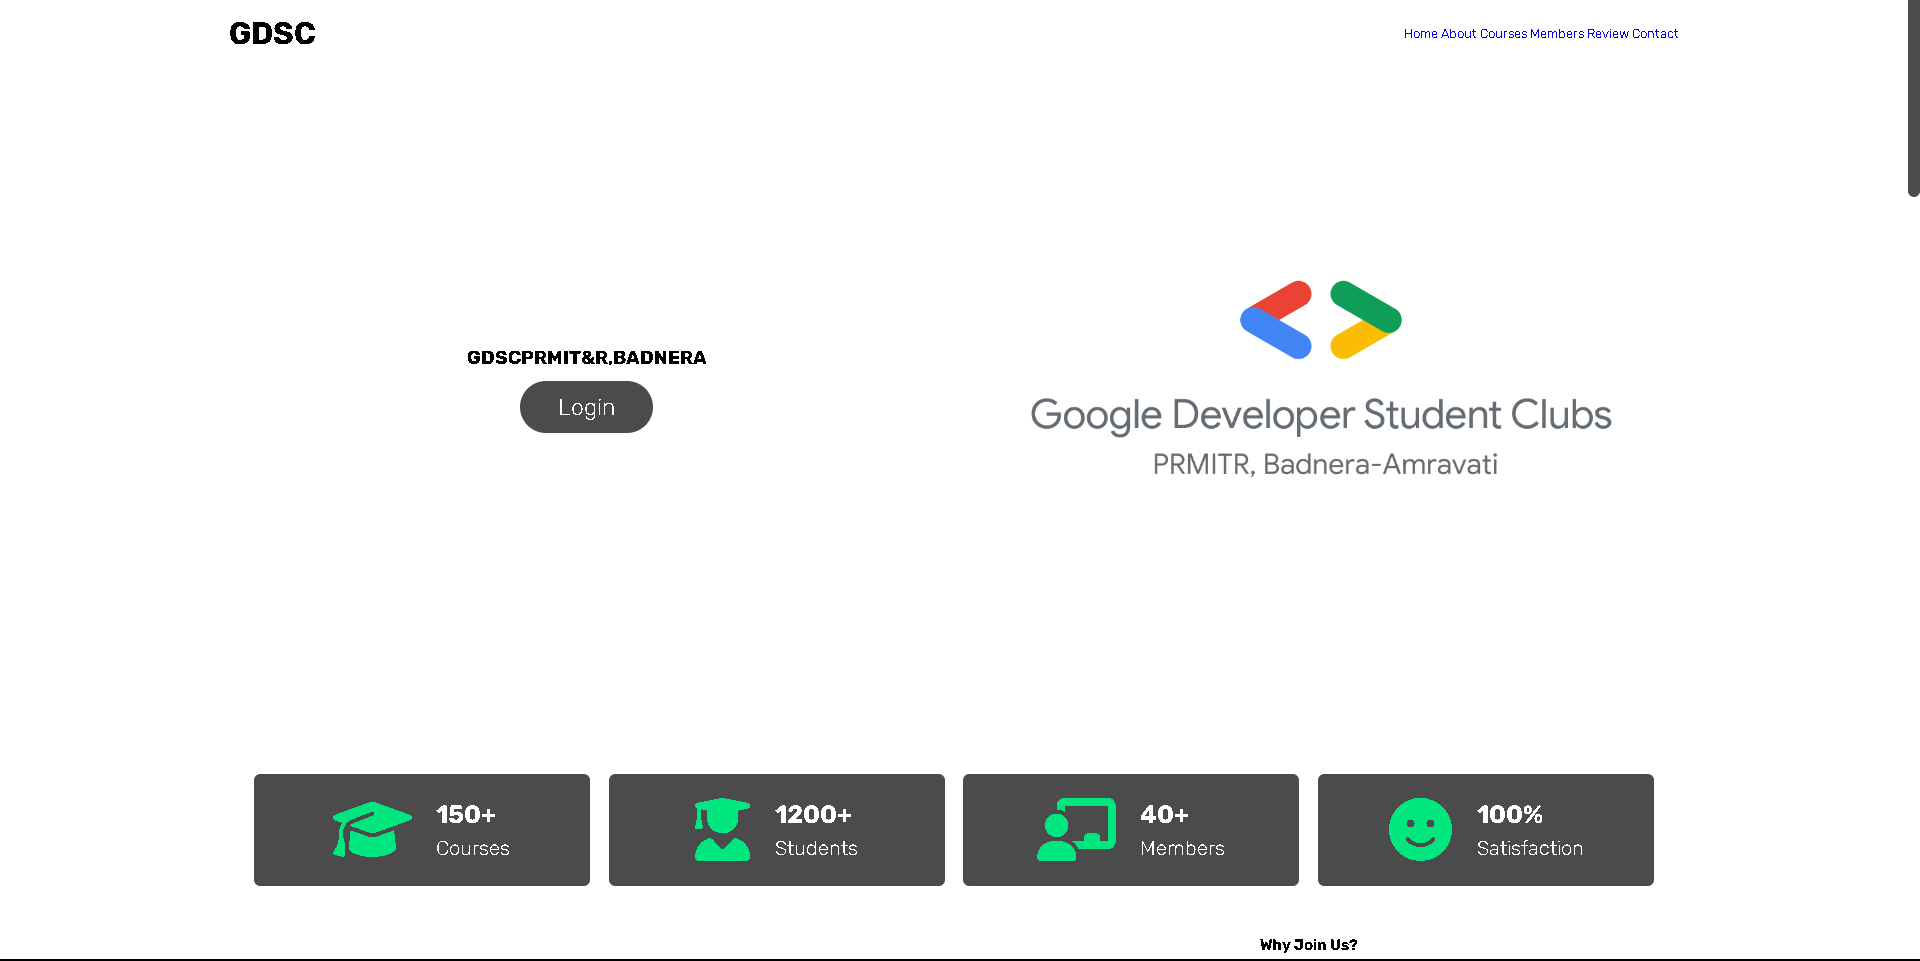 GDSC
Home About Courses Members Review Contact
GDSCPRMIT&R,BADNERA
Login
Google Developer Student Clubs
PRMITR, Badnera-Amravati
150+
Courses
1200+
Students
40+
Members
100%
Satisfaction
Why Join Us?